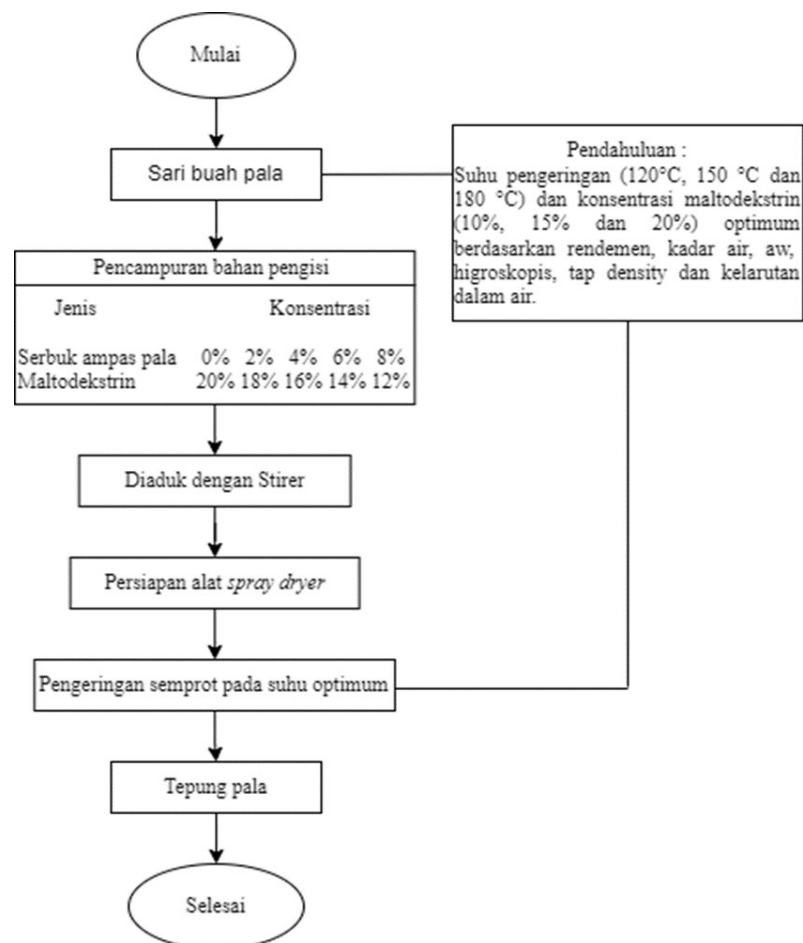 Mulai
Sari buah pala
Pendahuluan :
Suhu pengeringan (120°C, 150 °C dan
180 °C) dan konsentrasi maltodekstrin
(10%, 15% dan 20%) optimum
berdasarkan rendemen, kadar air, aw,
higroskopis, tap density dan kelarutan
dalam air.
Pencampuran bahan pengisi
Jenis Konsentrasi
Serbuk ampas pala 0% 2% 4% 6% 8%
Maltodekstrin 20% 18% 16% 14% 12%
Diaduk dengan Stirer
Persiapan alat spray dryer
Pengeringan semprot pada suhu optimum
Tepung pala
Selesai